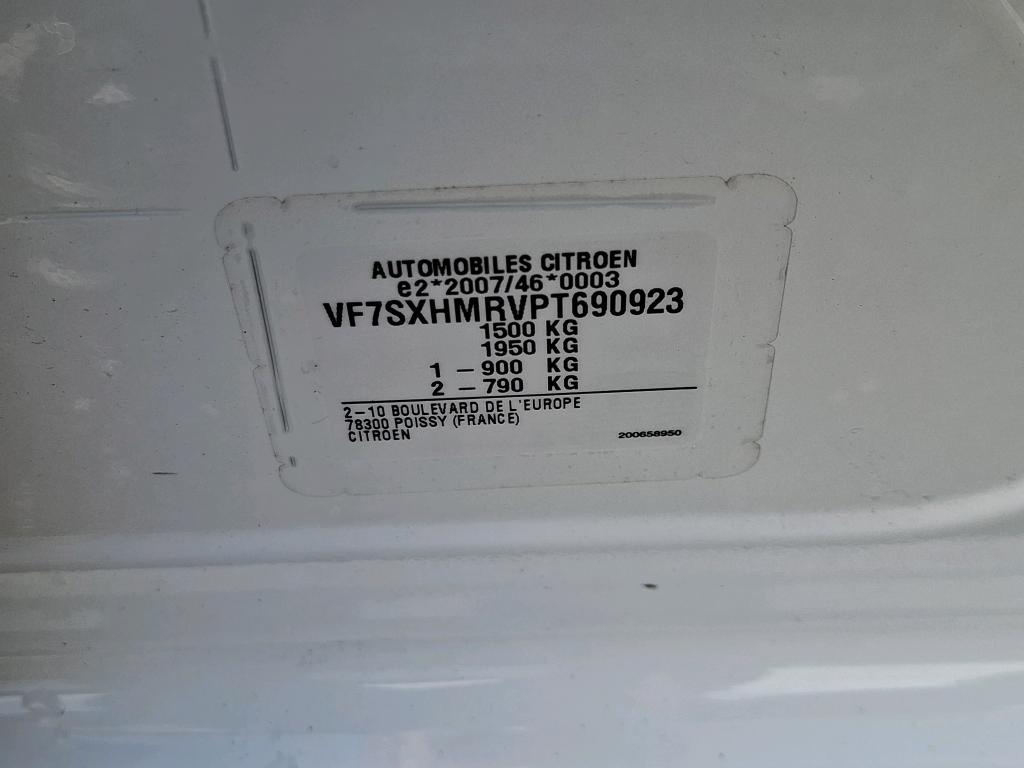 AUTOMOBILES CITROEN
e2*2007/46*0003
VF7SXHMRVPT690923
1500 KG
1950 KG
1 – 900 KG
2 – 790 KG
2–10 BOULEVARD DE L'EUROPE
78300 POISSY (FRANCE)
CITROEN 200658950